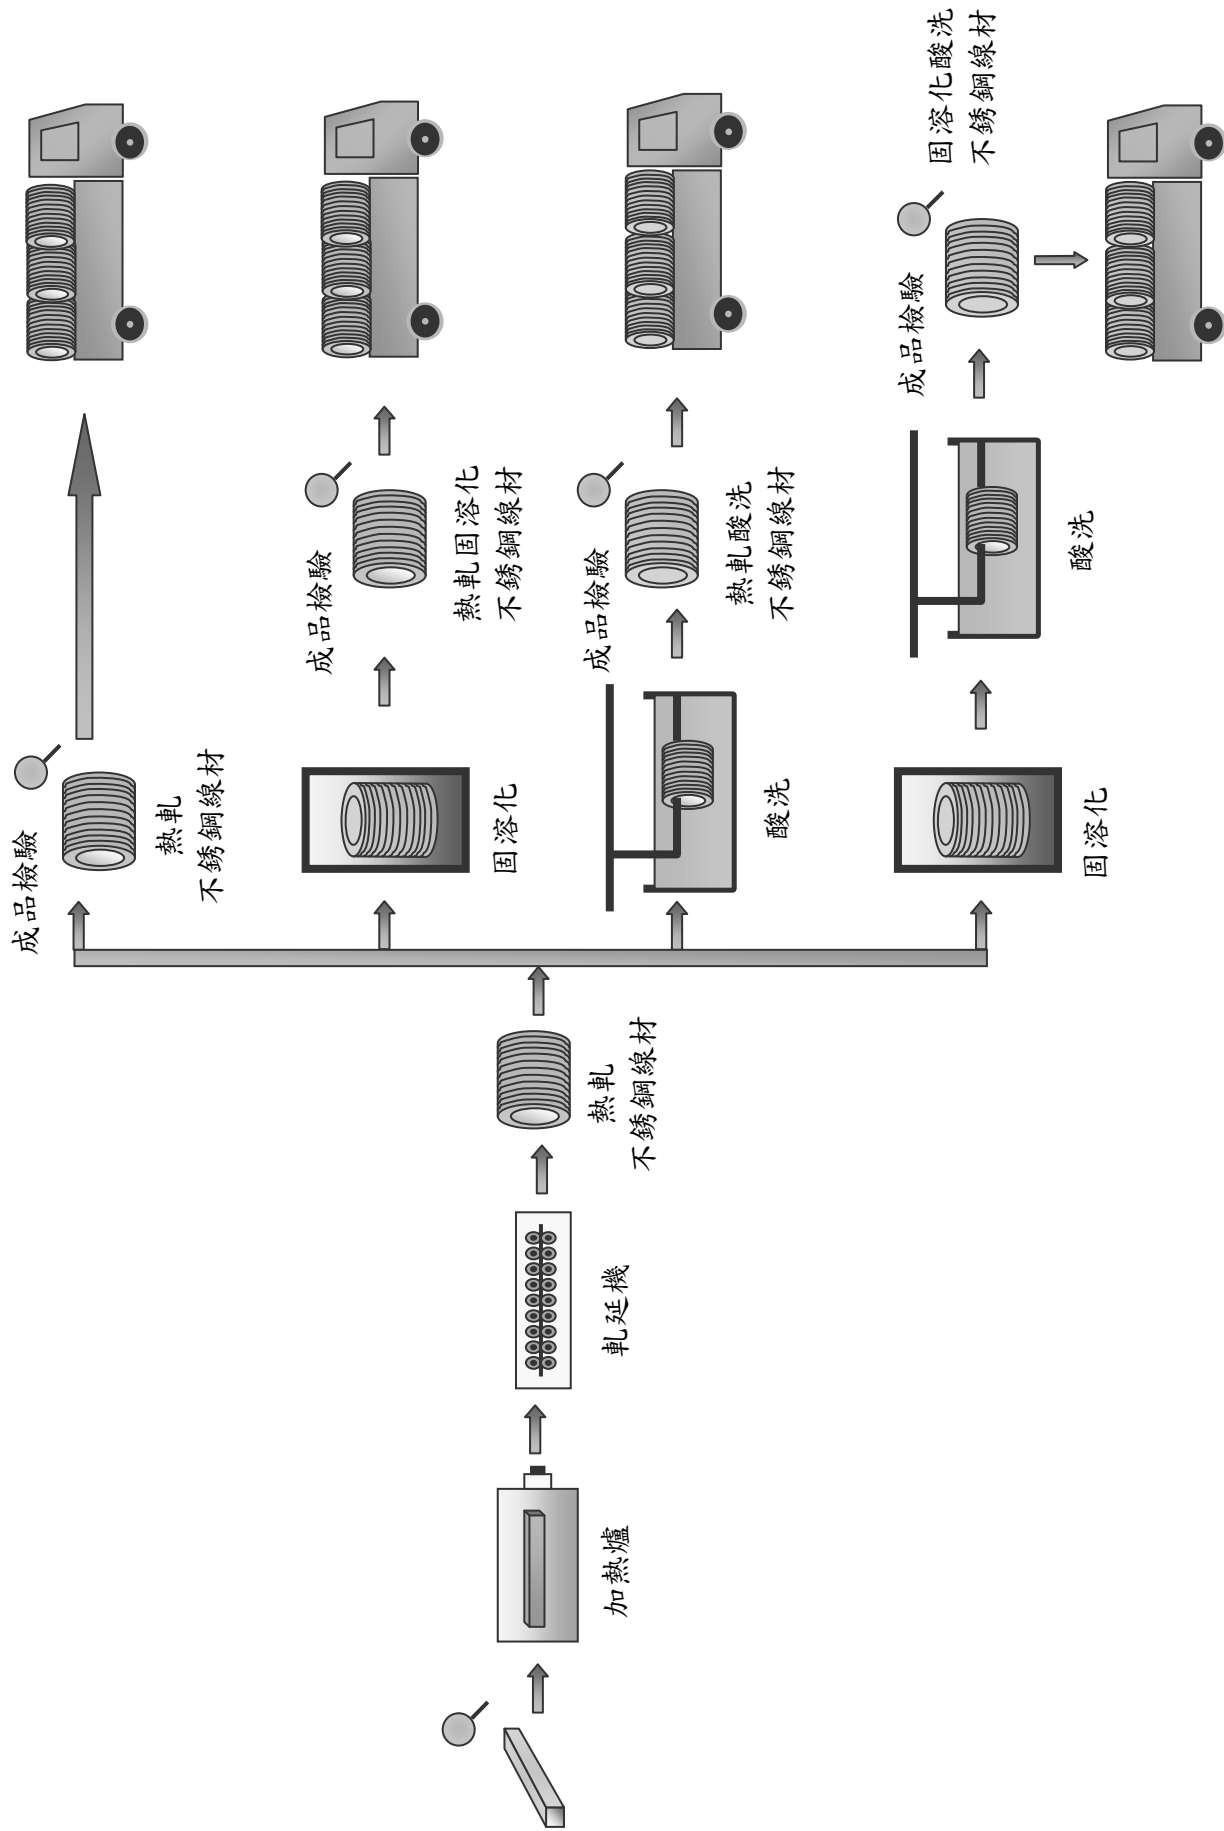 加熱爐
軋延機
熱軋
不銹鋼線材
成品檢驗
熱軋
不銹鋼線材
固溶化
成品檢驗
熱軋固溶化
不銹鋼線材
酸洗
成品檢驗
熱軋酸洗
不銹鋼線材
固溶化
酸洗
成品檢驗
固溶化酸洗
不銹鋼線材